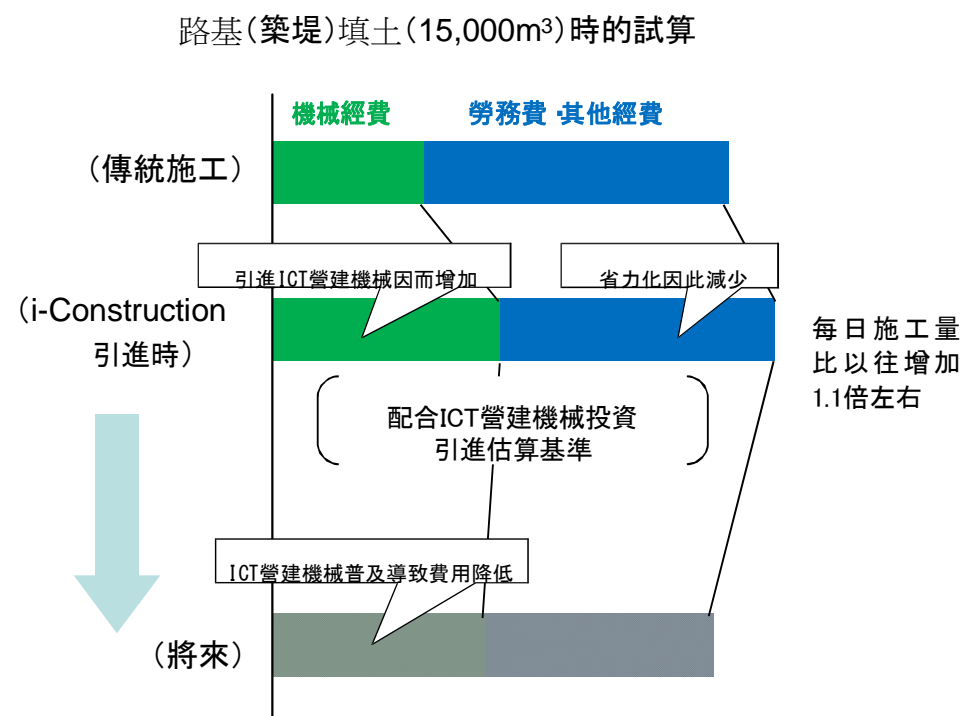 路基(築堤)填土(15,000m³)時的試算
機械經費
勞務費・其他經費
（傳統施工）
引進ICT營建機械因而增加
省力化因此減少
（i-Construction
引進時）
每日施工量
比以往增加
1.1倍左右
配合ICT營建機械投資
引進估算基準
ICT營建機械普及導致費用降低
（將來）